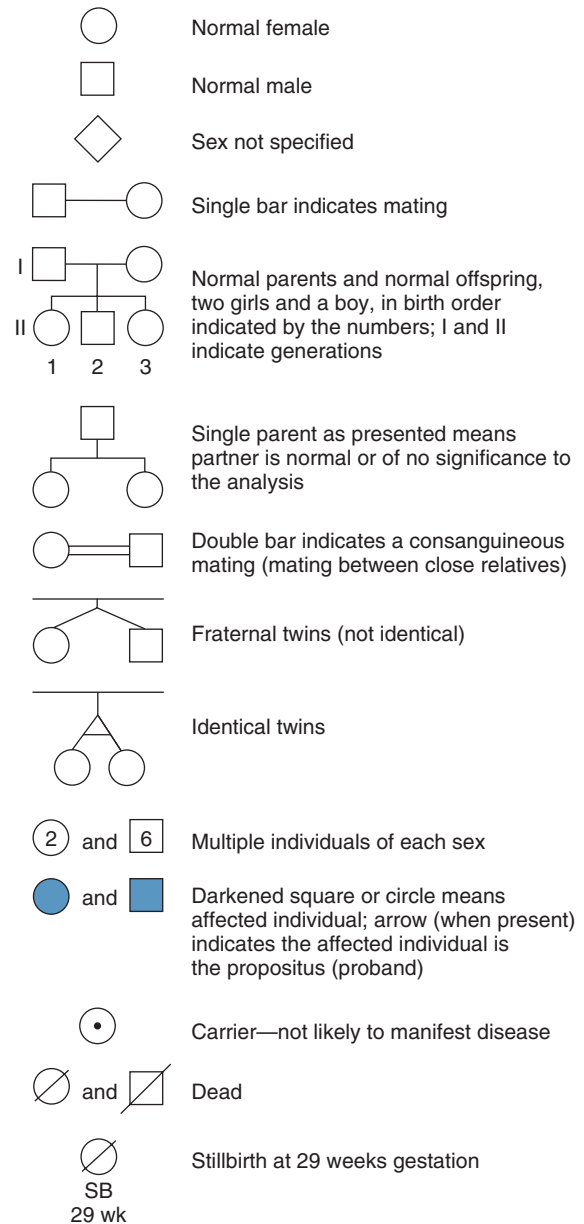 Normal female
Normal male
Sex not specified
Single bar indicates mating
I
Normal parents and normal offspring,
two girls and a boy, in birth order
indicated by the numbers; I and II
indicate generations
II
1 2 3
Single parent as presented means
partner is normal or of no significance to
the analysis
Double bar indicates a consanguineous
mating (mating between close relatives)
Fraternal twins (not identical)
Identical twins
2 and 6 Multiple individuals of each sex
and Darkened square or circle means
affected individual; arrow (when present)
indicates the affected individual is
the propositus (proband)
Carrier—not likely to manifest disease
and Dead
Stillbirth at 29 weeks gestation
SB
29 wk